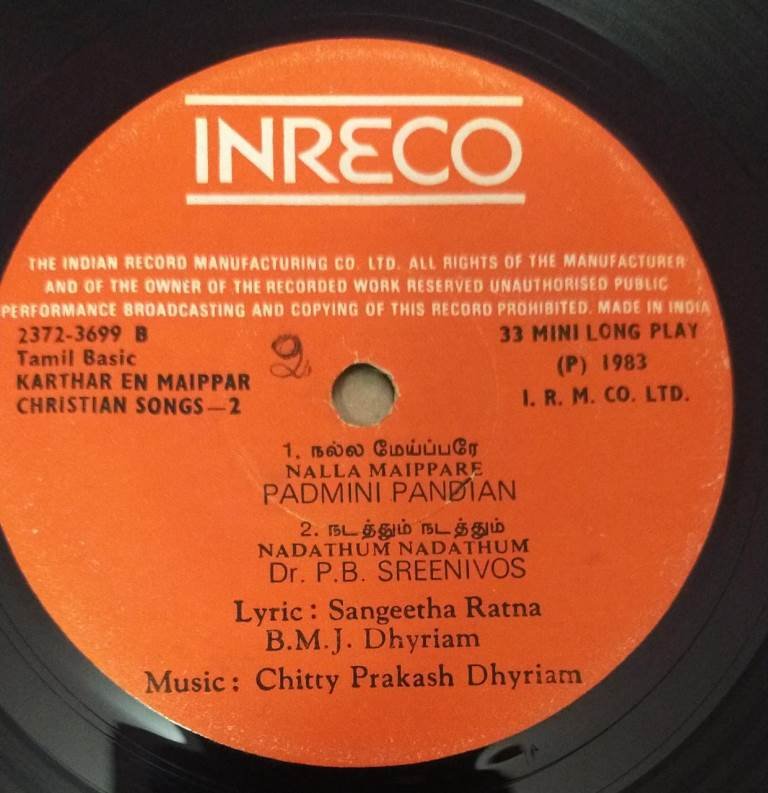 INRECO
THE INDIAN RECORD MANUFACTURING CO. LTD. ALL RIGHTS OF THE MANUFACTURER
AND OF THE OWNER OF THE RECORDED WORK RESERVED UNAUTHORISED PUBLIC
PERFORMANCE BROADCASTING AND COPYING OF THIS RECORD PROHIBITED. MADE IN INDIA
2372-3699 B
Tamil Basic
KARTHAR EN MAIPPAR
CHRISTIAN SONGS—2
2
33 MINI LONG PLAY
(P) 1983
I. R. M. CO. LTD.
1. நல்ல மேய்ப்பரே
NALLA MAIPPARE
PADMINI PANDIAN
2. நடத்தும் நடத்தும்
NADATHUM NADATHUM
Dr. P.B. SREENIVOS
Lyric : Sangeetha Ratna
B.M.J. Dhyriam
Music : Chitty Prakash Dhyriam